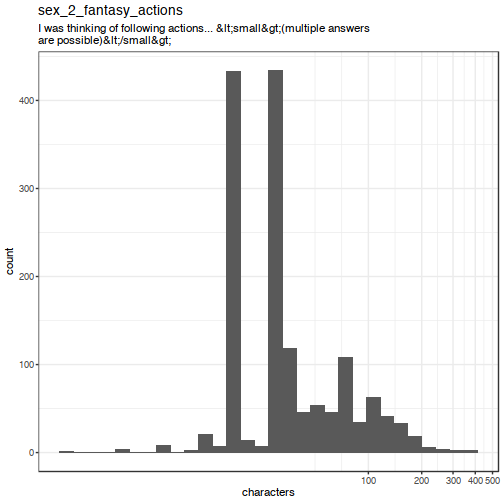 sex_2_fantasy_actions
I was thinking of following actions... &lt;small&gt;(multiple answers
are possible)&lt;/small&gt;
400
300
200
100
0
count
100 200 300 400 500
characters